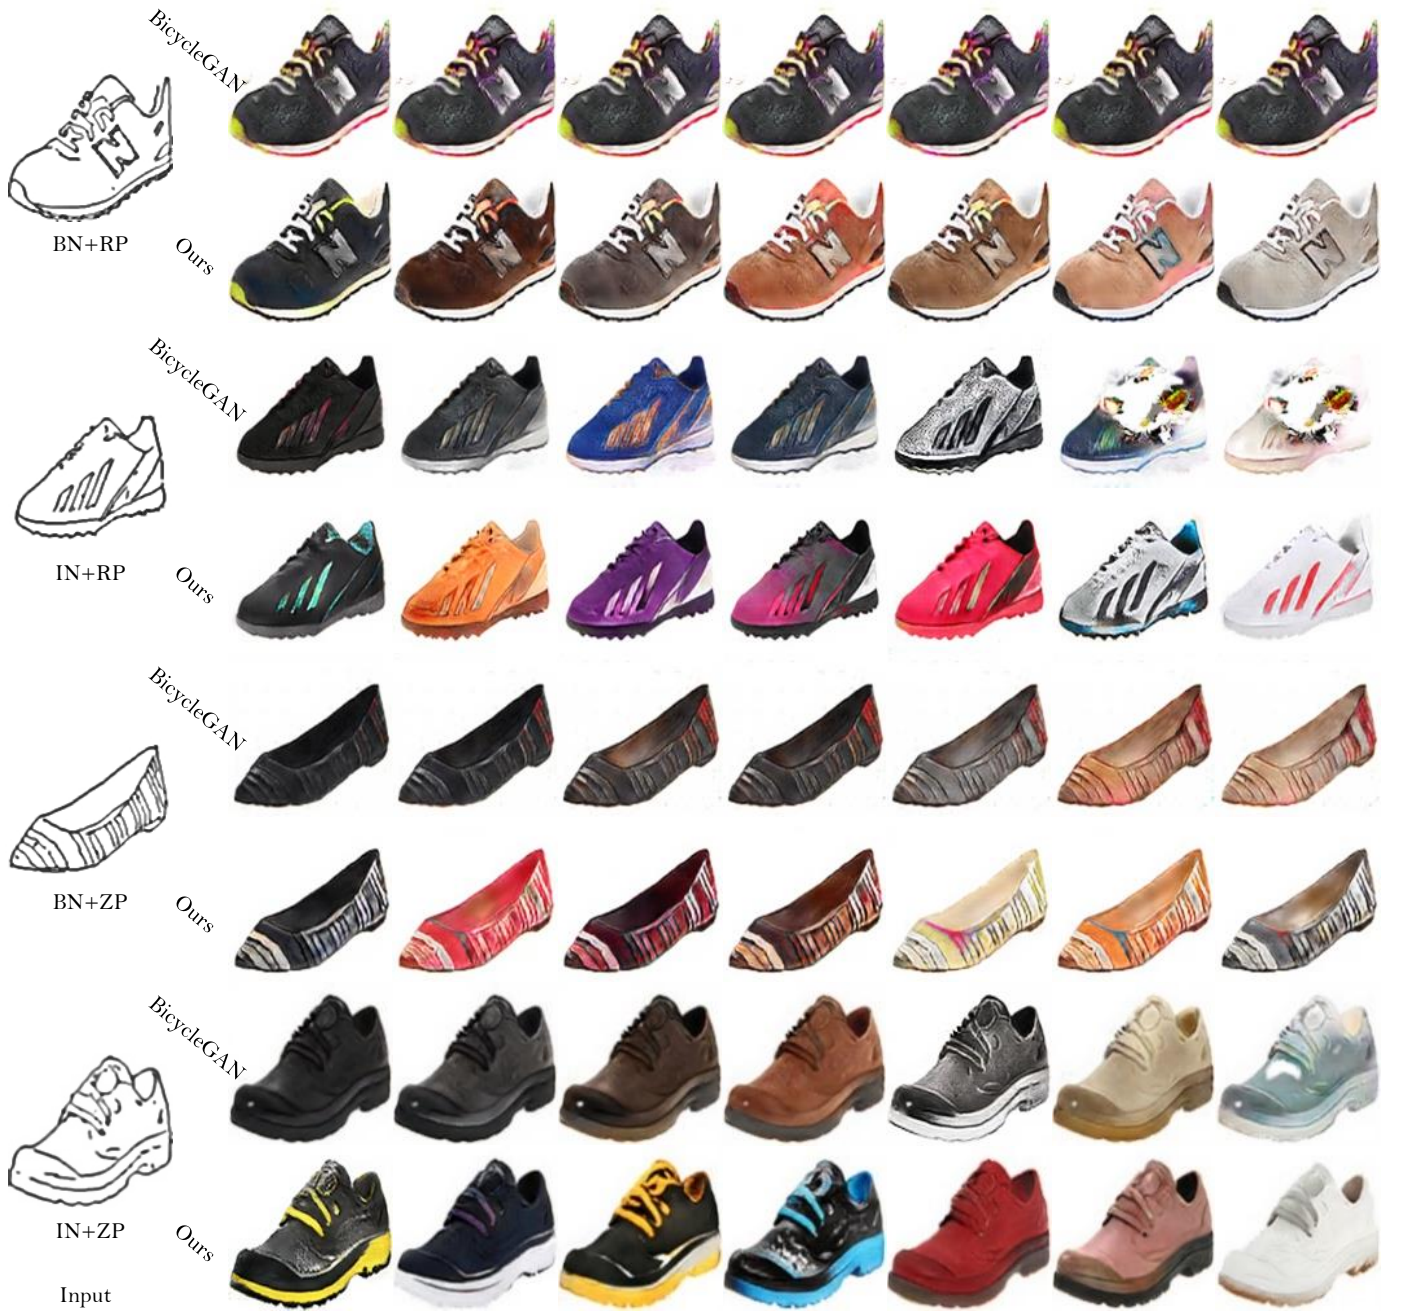 BicycleGAN
BN+RP
Ours
BicycleGAN
IN+RP
Ours
BicycleGAN
BN+ZP
Ours
BicycleGAN
IN+ZP
Ours
Input